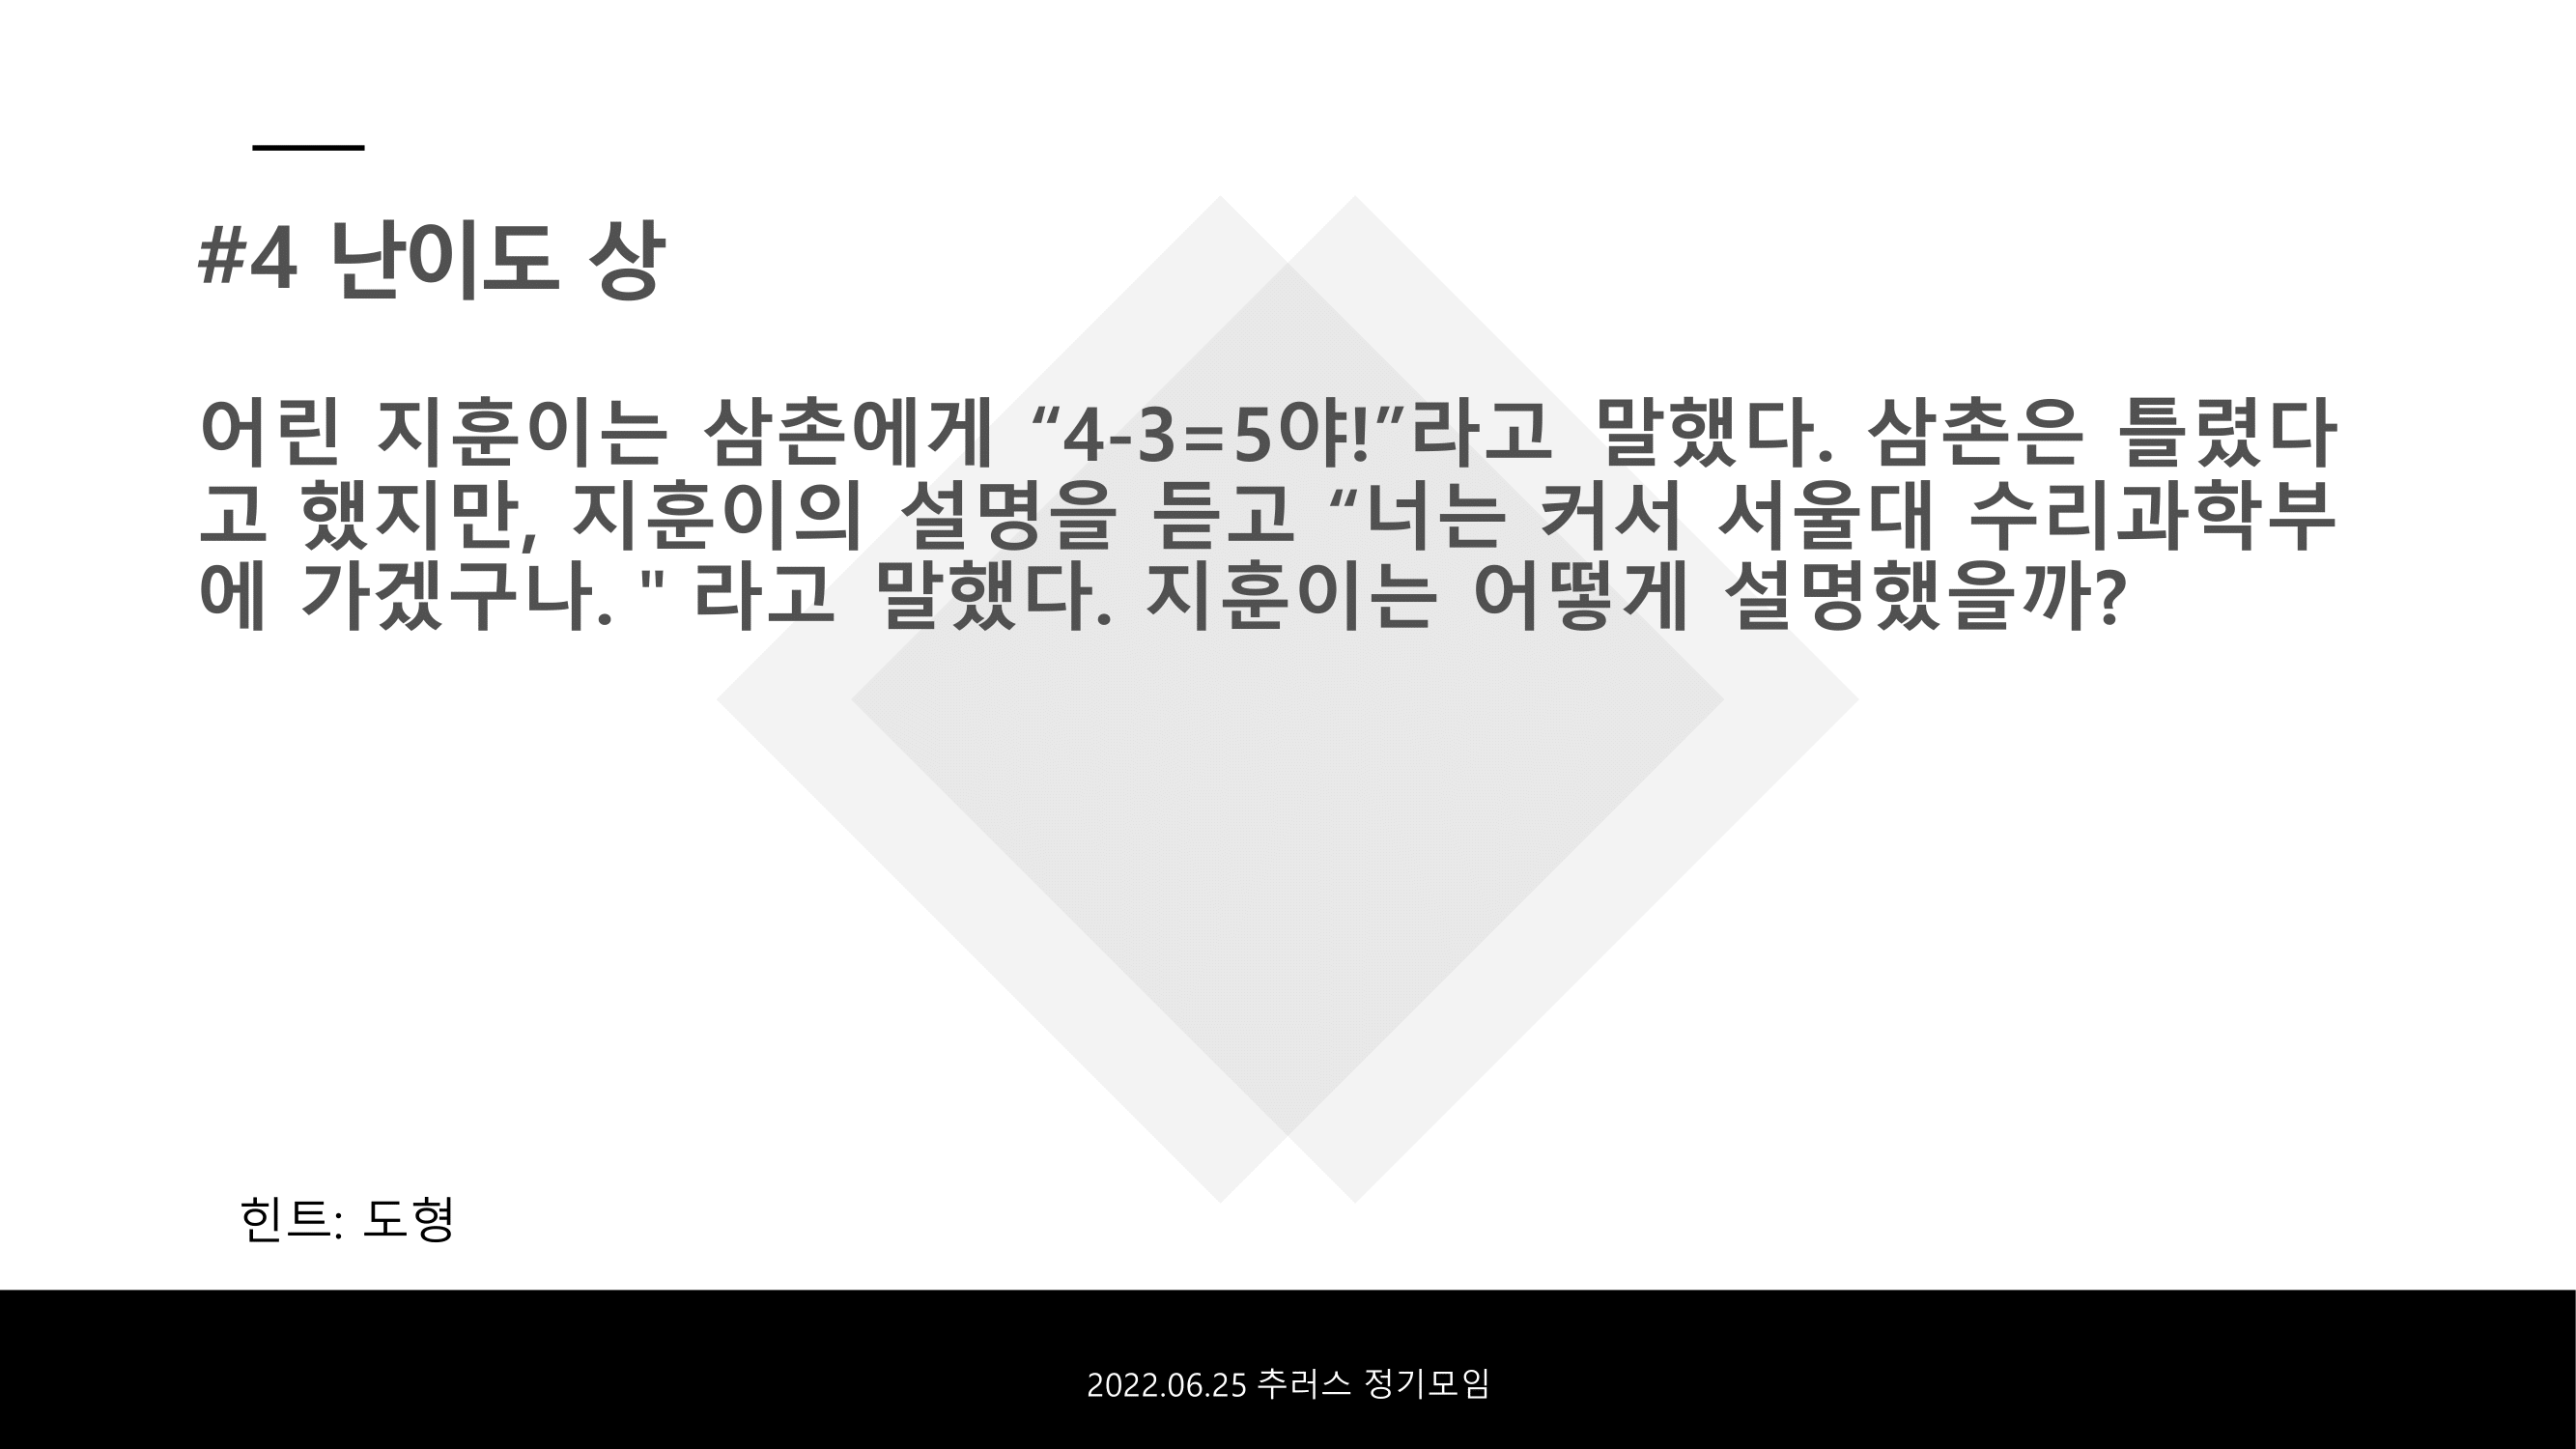 #4 난이도 상
어린 지훈이는 삼촌에게 “4-3=5야!”라고 말했다. 삼촌은 틀렸다
고 했지만, 지훈이의 설명을 듣고 “너는 커서 서울대 수리과학부
에 가겠구나. " 라고 말했다. 지훈이는 어떻게 설명했을까?
힌트: 도형
2022.06.25 추러스 정기모임